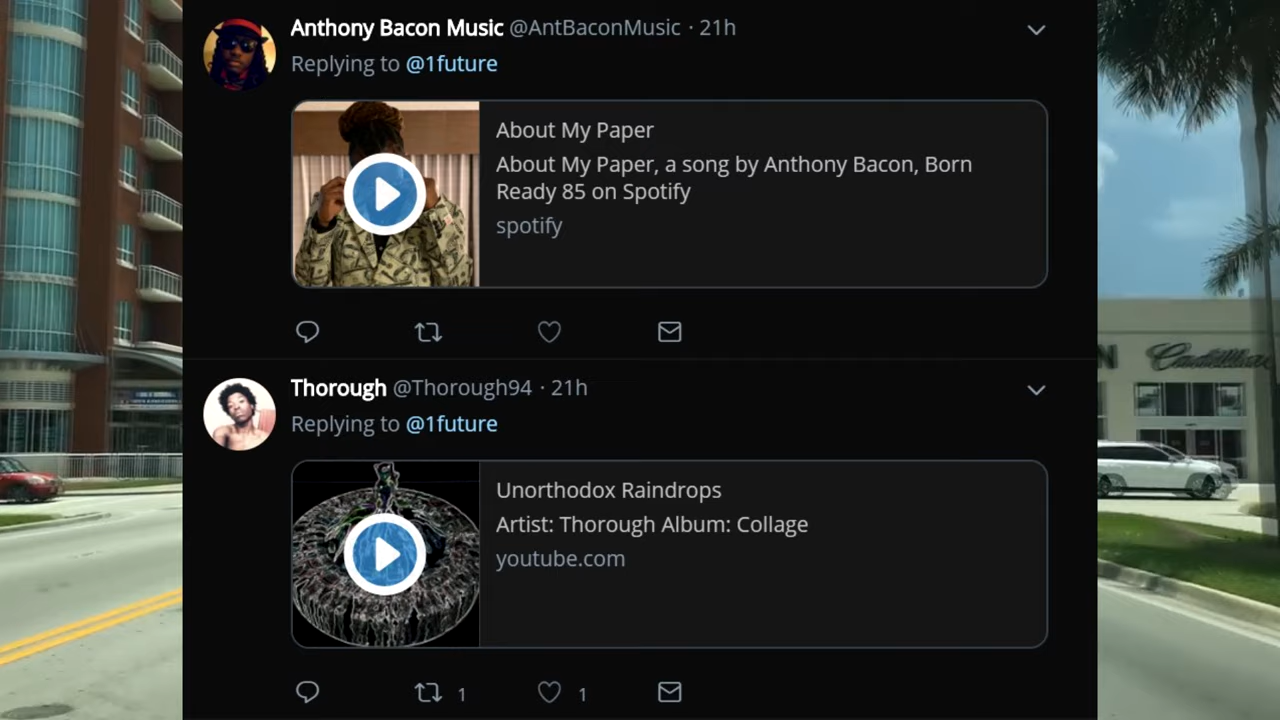 Anthony Bacon Music @AntBaconMusic · 21h
Replying to @1future
About My Paper
About My Paper, a song by Anthony Bacon, Born
Ready 85 on Spotify
spotify
N Cadillac
Thorough @Thorough94 · 21h
Replying to @1future
Unorthodox Raindrops
Artist: Thorough Album: Collage
youtube.com
1 1